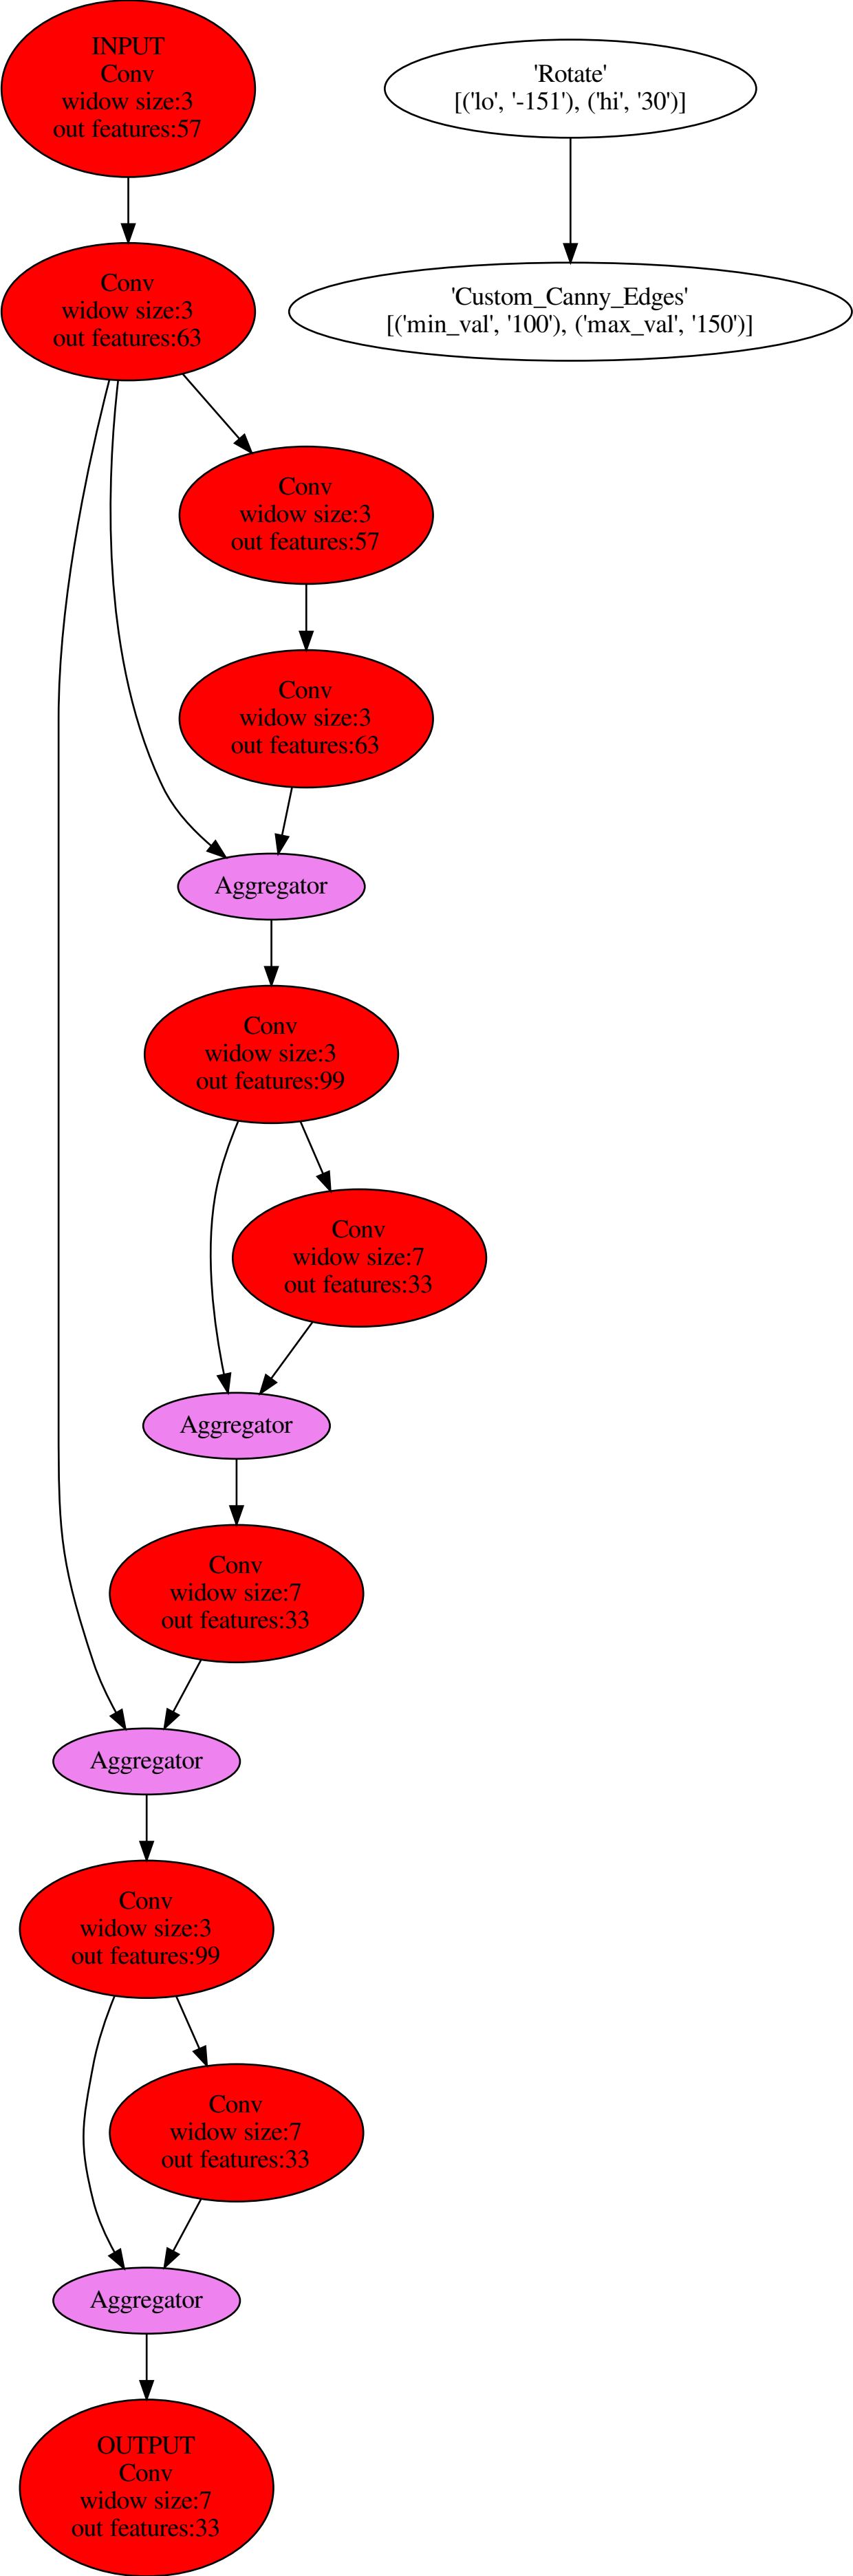 INPUT
Conv
widow size:3
out features:57
'Rotate'
[('lo', '-151'), ('hi', '30')]
Conv
widow size:3
out features:63
'Custom_Canny_Edges'
[('min_val', '100'), ('max_val', '150')]
Conv
widow size:3
out features:57
Conv
widow size:3
out features:63
Aggregator
Conv
widow size:3
out features:99
Conv
widow size:7
out features:33
Aggregator
Conv
widow size:7
out features:33
Aggregator
Conv
widow size:3
out features:99
Conv
widow size:7
out features:33
Aggregator
OUTPUT
Conv
widow size:7
out features:33